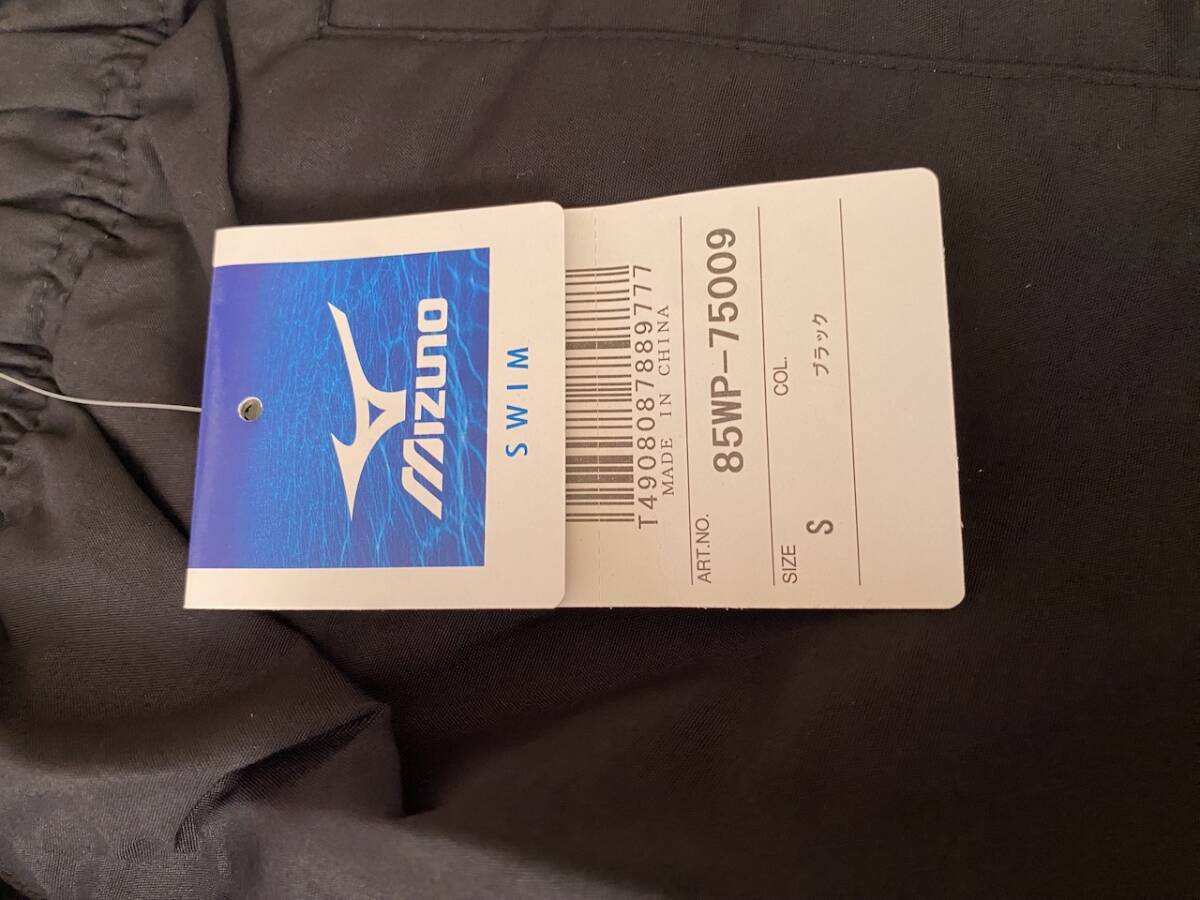 MIZUNO
SWIM
T4908087889777
MADE IN CHINA
ART.NO.
85WP-75009
SIZE COL.
S ブラック